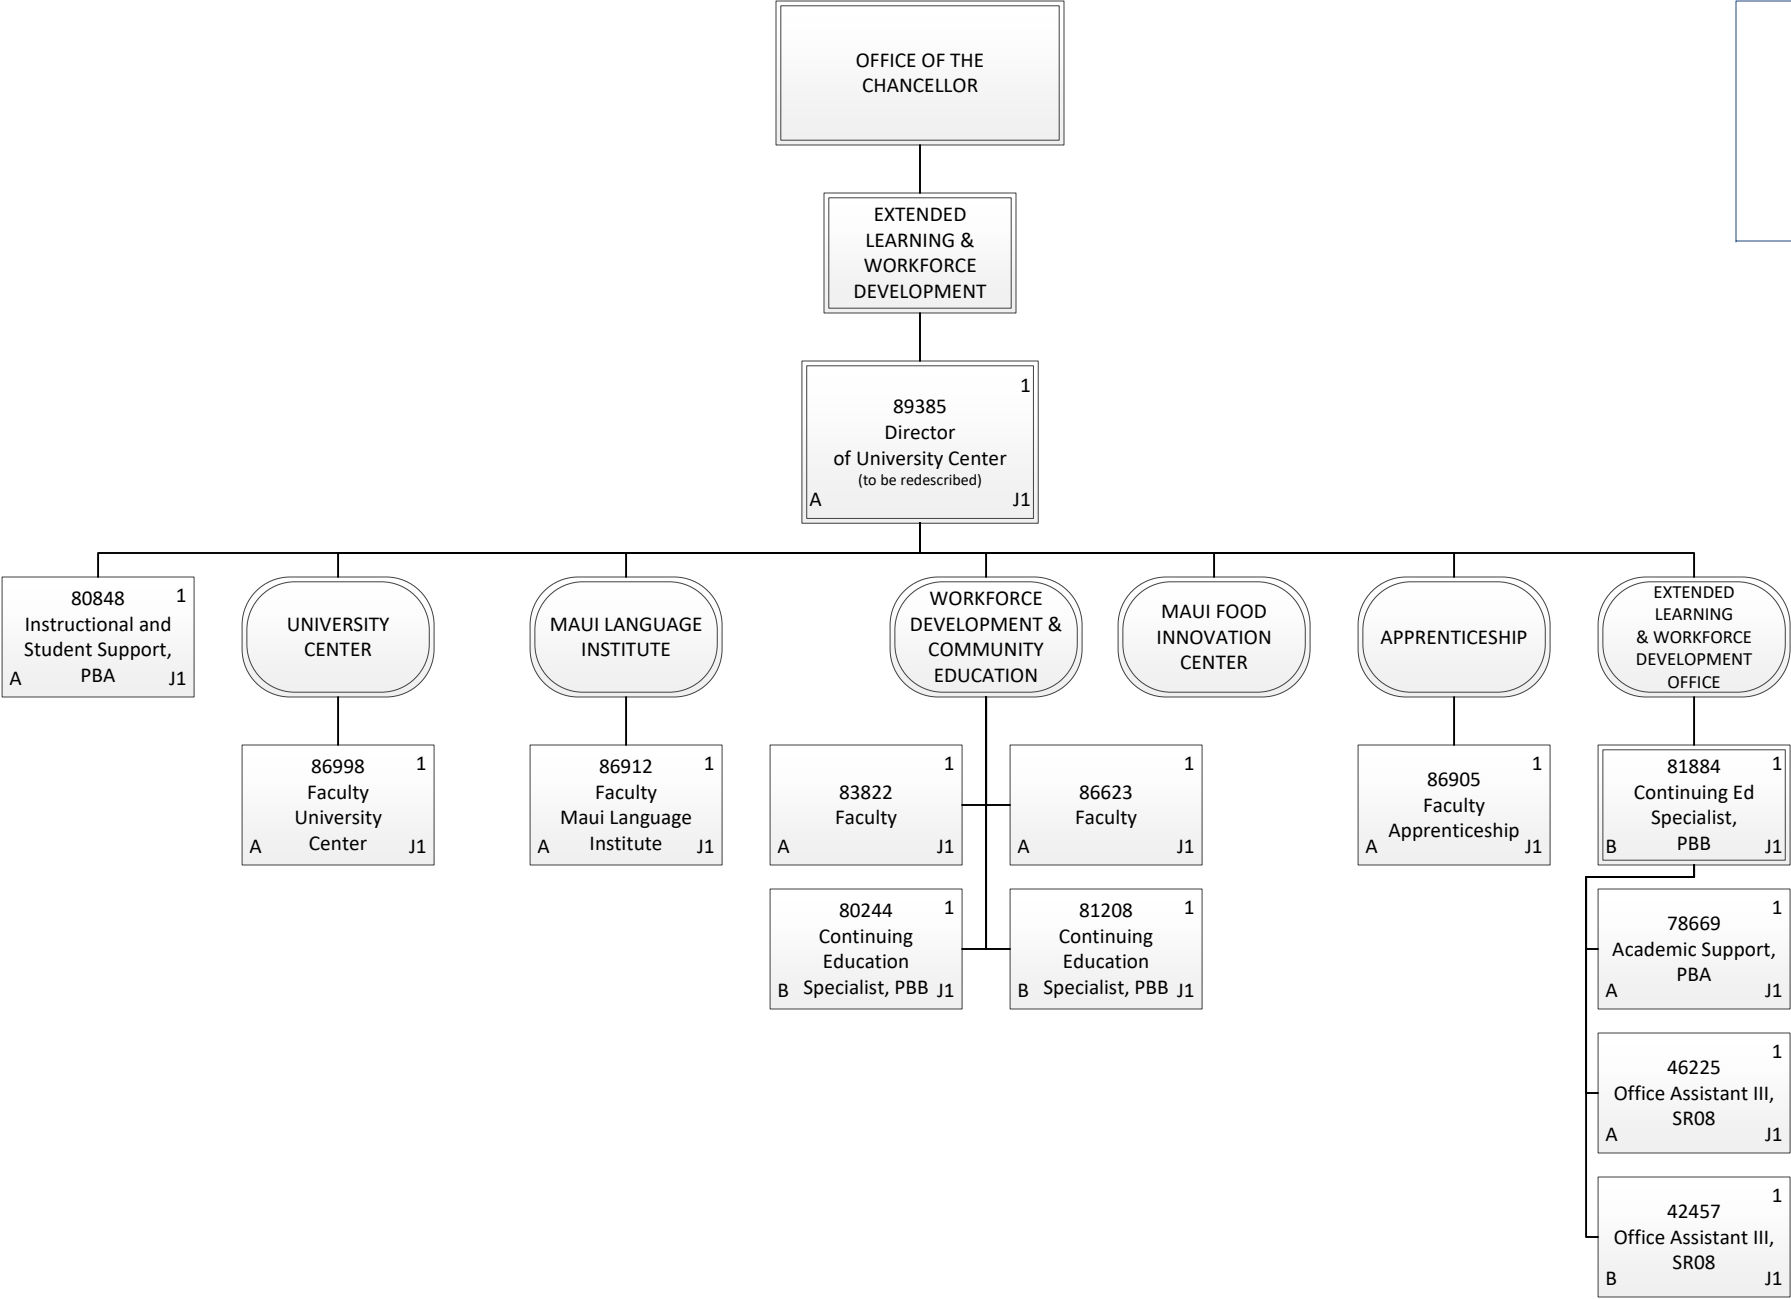 OFFICE OF THE
CHANCELLOR
EXTENDED
LEARNING &
WORKFORCE
DEVELOPMENT
1
89385
Director
of University Center
(to be redescribed)
A J1
80848 1
Instructional and
Student Support,
PBA
A J1
UNIVERSITY
CENTER
MAUI LANGUAGE
INSTITUTE
WORKFORCE
DEVELOPMENT &
COMMUNITY
EDUCATION
MAUI FOOD
INNOVATION
CENTER
APPRENTICESHIP
EXTENDED
LEARNING
& WORKFORCE
DEVELOPMENT
OFFICE
86998 1
Faculty
University
Center
A J1
86912 1
Faculty
Maui Language
Institute
A J1
1
83822
Faculty
A J1
1
86623
Faculty
A J1
1
86905
Faculty
Apprenticeship
A J1
81884 1
Continuing Ed
Specialist,
PBB
B J1
80244 1
Continuing
Education
Specialist, PBB
B J1
81208 1
Continuing
Education
Specialist, PBB
B J1
1
78669
Academic Support,
PBA
A J1
1
46225
Office Assistant III,
SR08
A J1
1
42457
Office Assistant III,
SR08
B J1